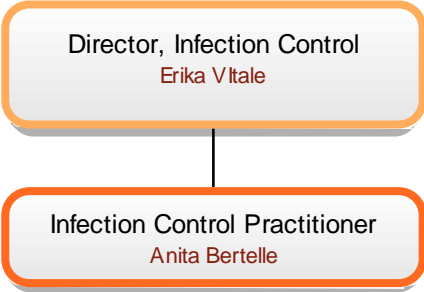 Director, Infection Control
Erika VItale
Infection Control Practitioner
Anita Bertelle